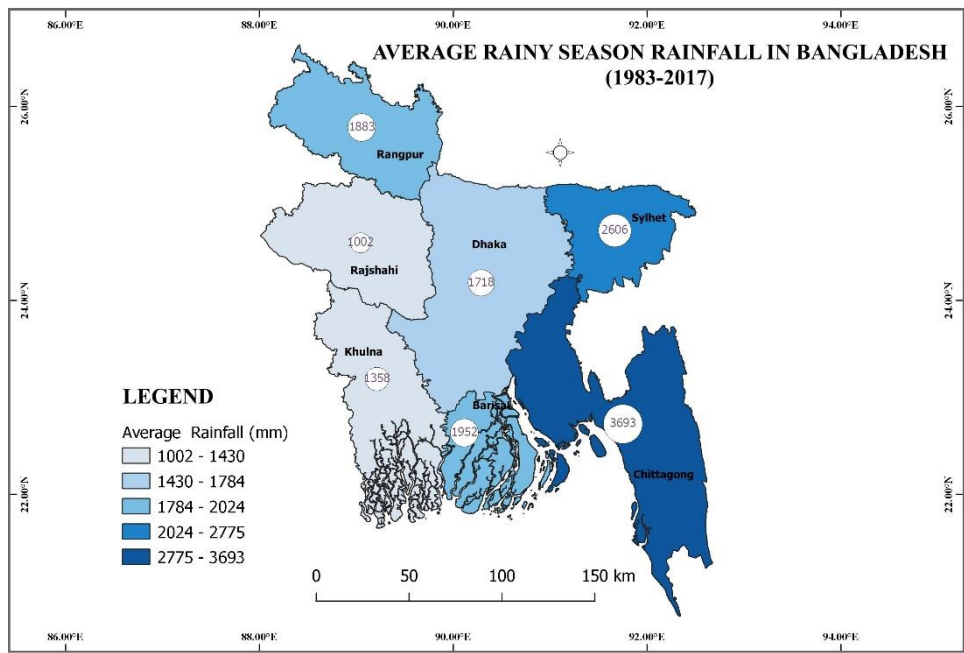 86.00°E 88.00°E 90.00°E 92.00°E 94.00°E
AVERAGE RAINY SEASON RAINFALL IN BANGLADESH
(1983-2017)
26.00°N 26.00°N
1883
Rangpur
Sylhet
2606
1002
Dhaka
Rajshahi
1718
24.00°N 24.00°N
Khulna
1358
Barisal
1952
3693
Chittagong
22.00°N 22.00°N
LEGEND
Average Rainfall (mm)
1002 - 1430
1430 - 1784
1784 - 2024
2024 - 2775
2775 - 3693
0 50 100 150 km
86.00°E 88.00°E 90.00°E 92.00°E 94.00°E